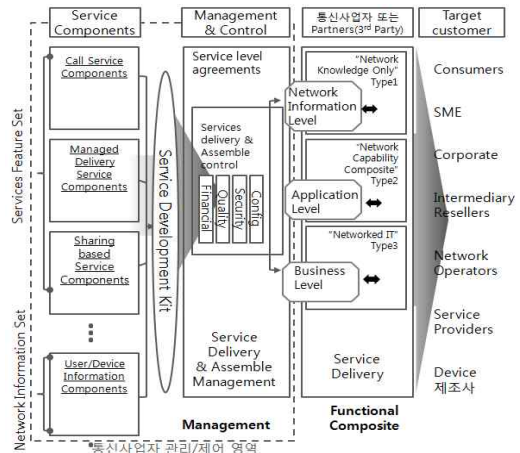 Service
Components
Management
& Control
통신사업자 또는
Partners(3rd Party)
Target
customer
Services Feature Set
Network Information Set
Call Service
Components
Managed
Delivery
Service
Components
Sharing
based
Service
Components
User/Device
Information
Components
Service Development Kit
Service level
agreements
Services
delivery &
Assemble
control
Financial
Quality
Security
Config
Service
Delivery
& Assemble
Management
"Network
Knowledge Only"
Type1
Network
Information
Level
"Network
Capability
Composite"
Type2
Application
Level
"Networked IT"
Type3
Business
Level
Service
Delivery
Consumers
SME
Corporate
Intermediary
Resellers
Network
Operators
Service
Providers
Device
제조사
Management
Functional
Composite
통신사업자 관리/제어 영역